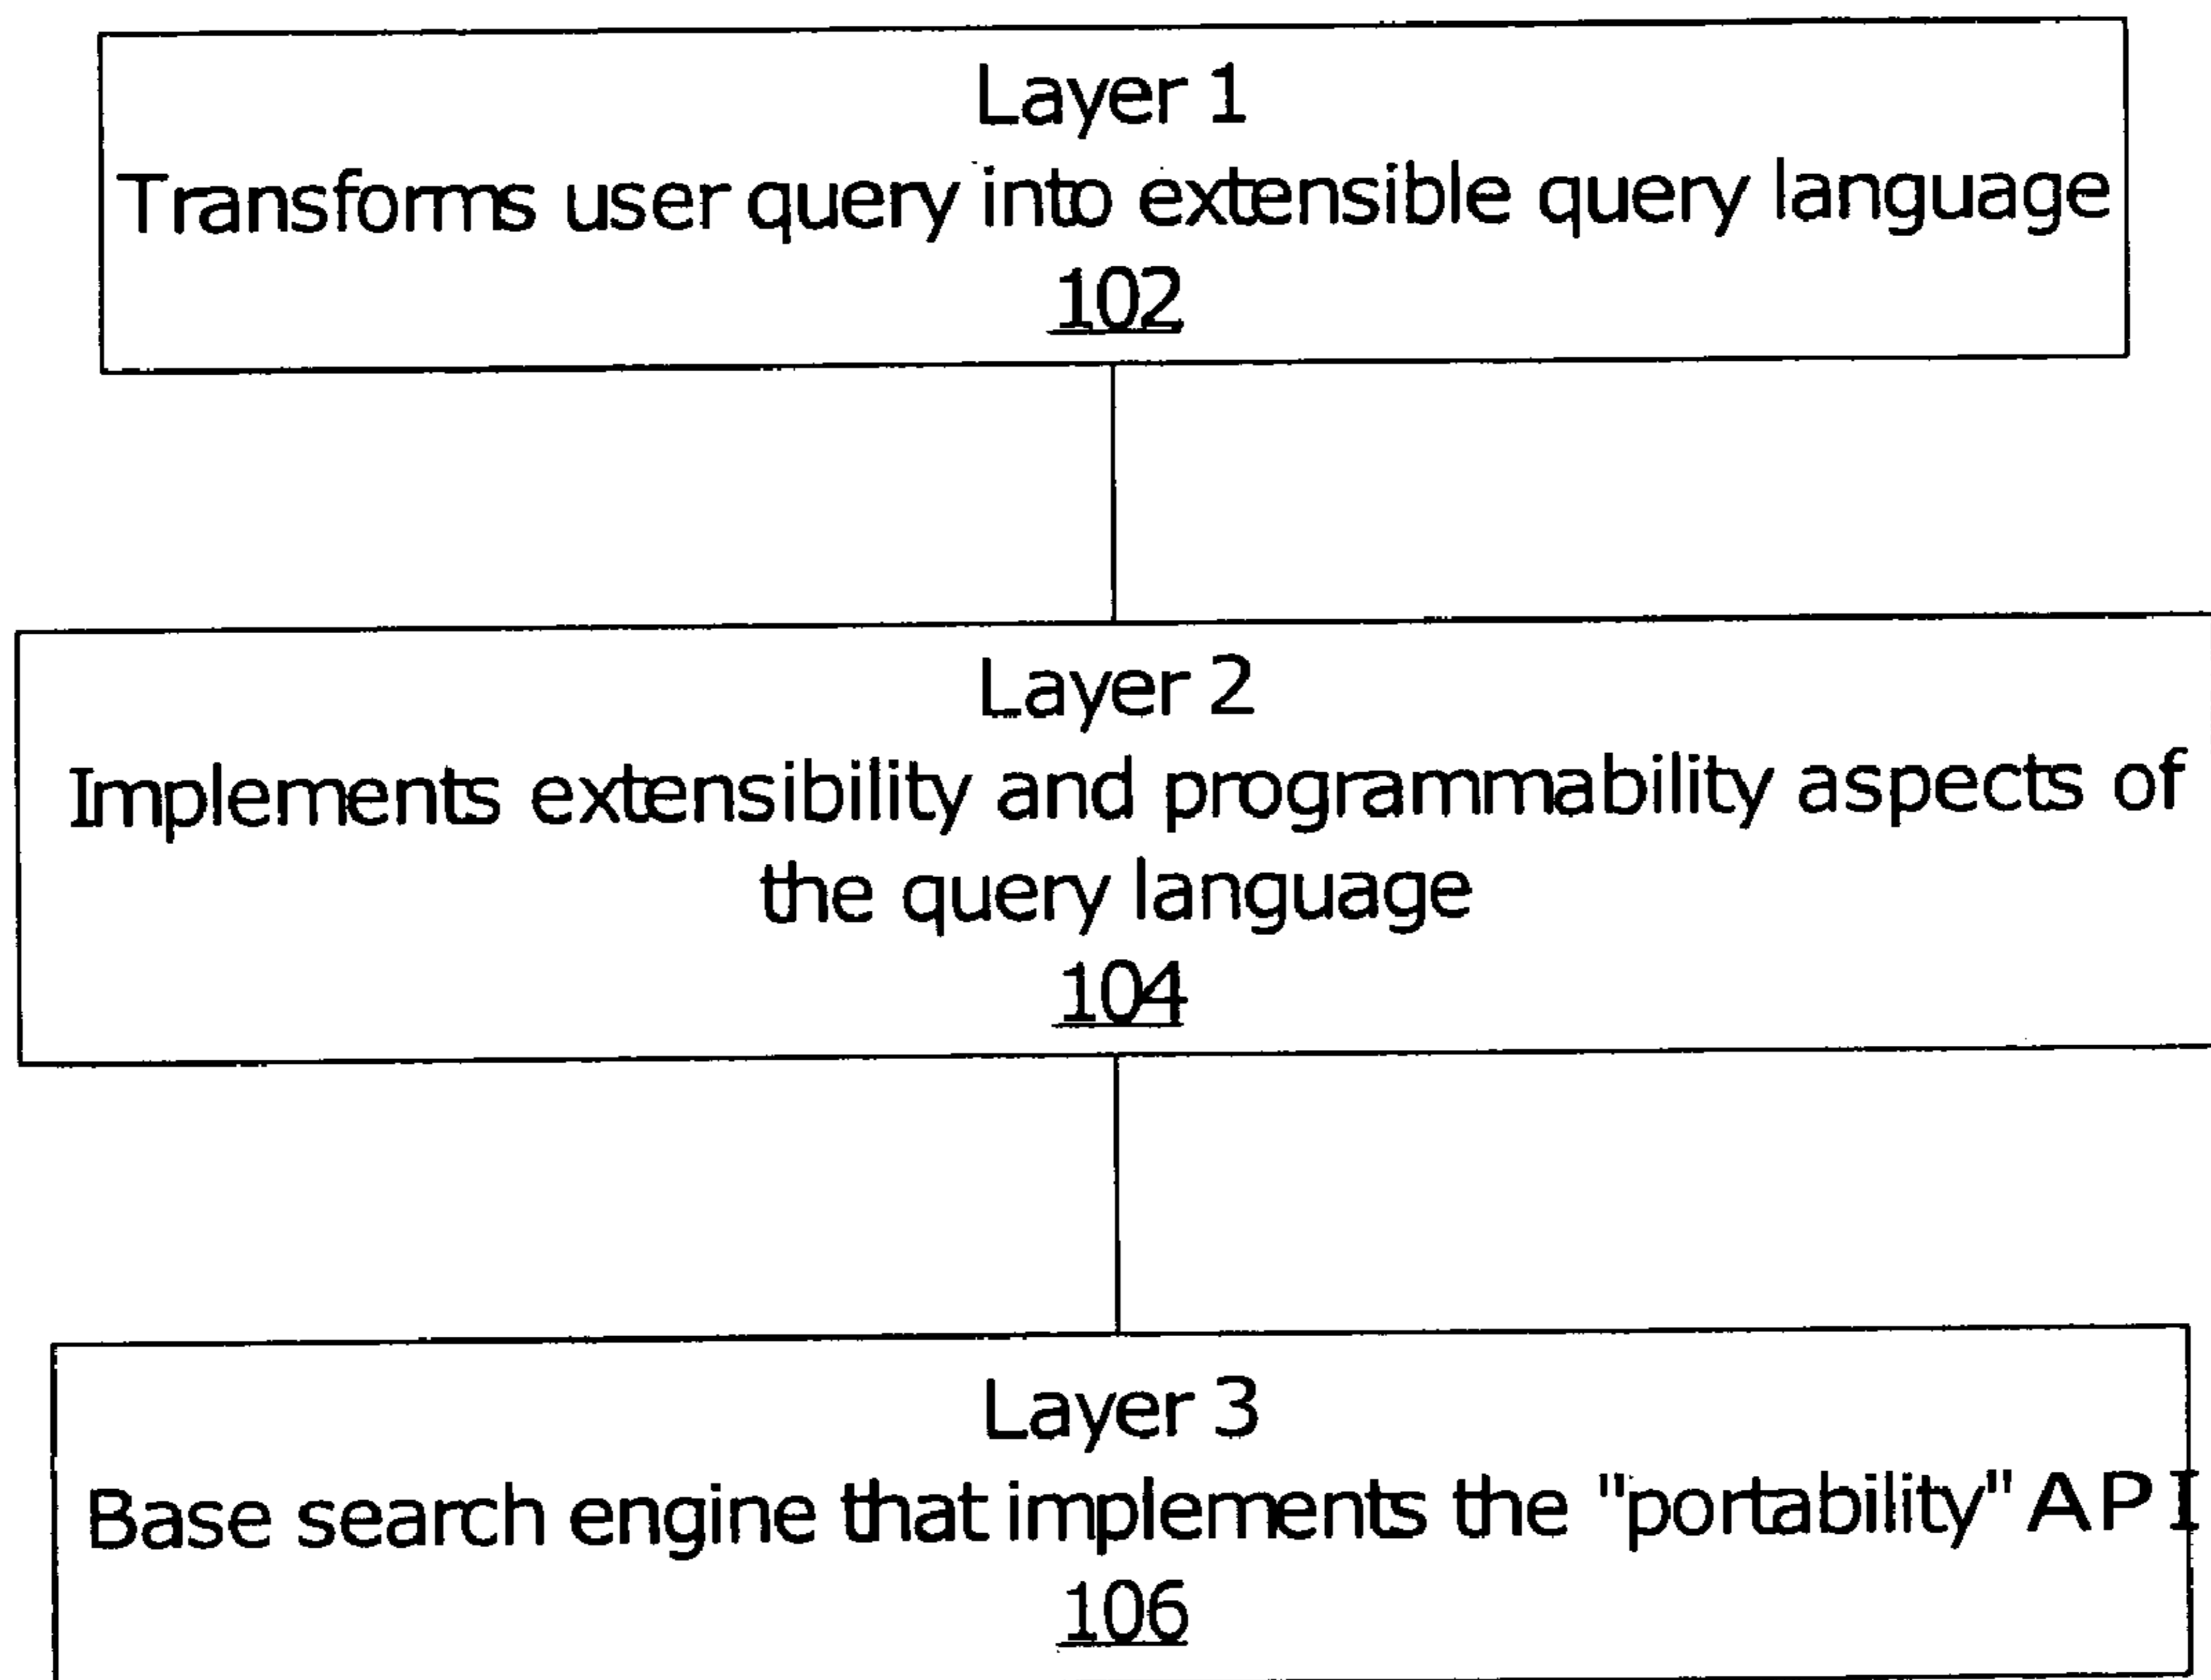 Layer 1
Transforms user query into extensible query language
102
Layer 2
Implements extensibility and programmability aspects of
the query language
104
Layer 3
Base search engine that implements the "portability" API
106